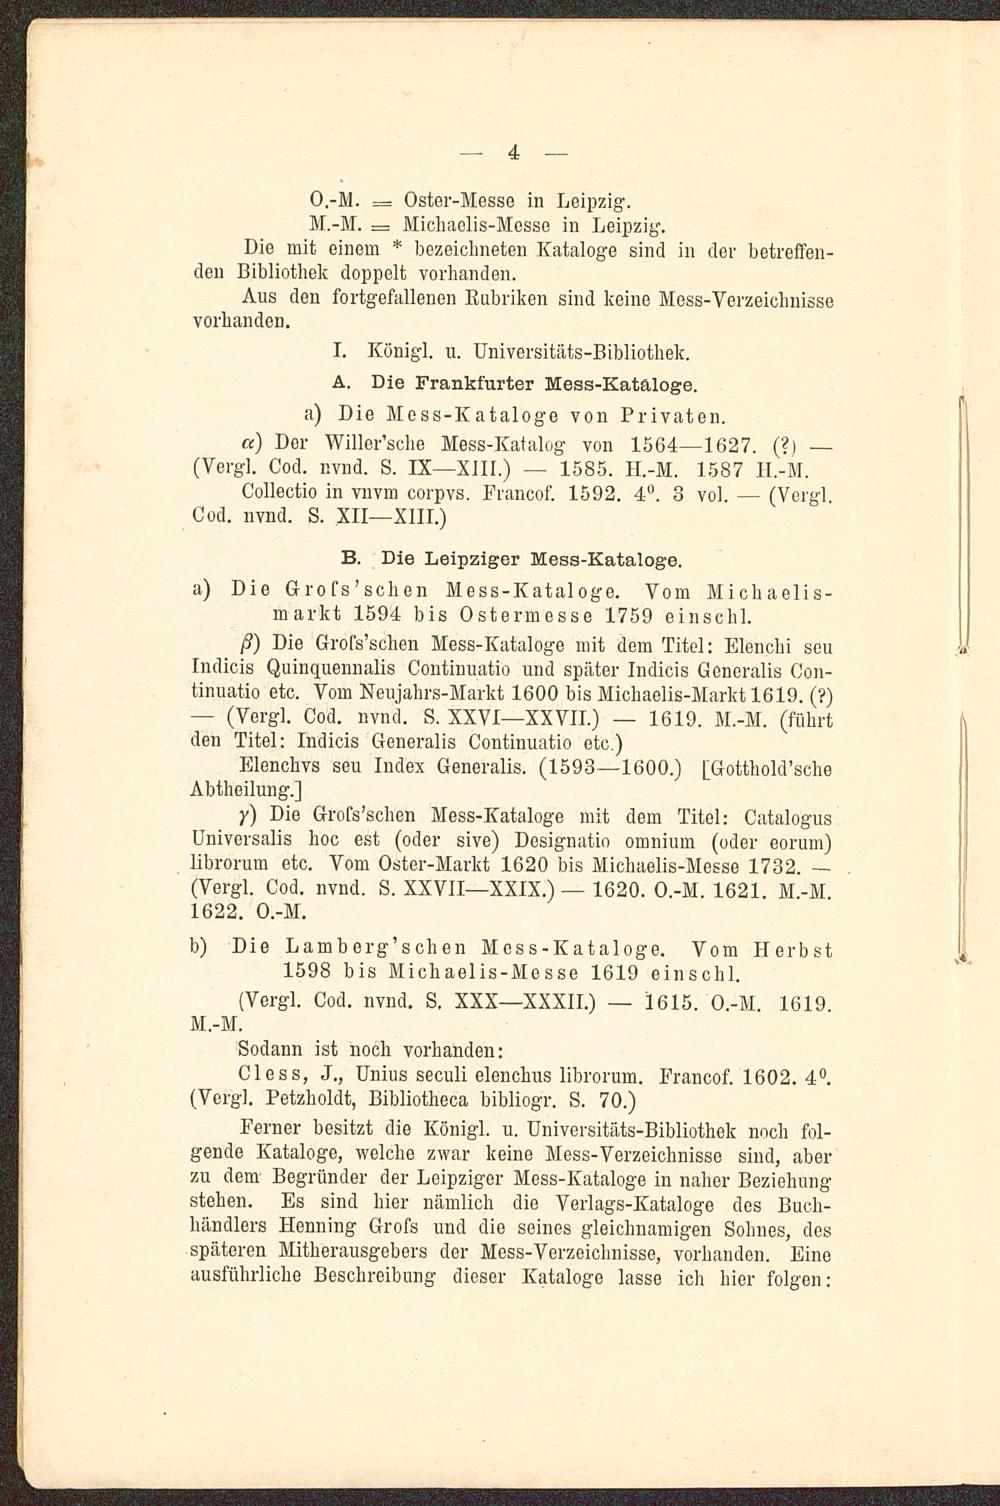 — 4 —
O.-M. = Oster-Messe in Leipzig.
M.-M. = Michaelis-Messe in Leipzig.
Die mit einem * bezeichneten Kataloge sind in der betreffen-
den Bibliothek doppelt vorhanden.
Aus den fortgefallenen Rubriken sind keine Mess-Verzeichnisse
vorhanden.
I. Königl. u. Universitäts-Bibliothek.
A. Die Frankfurter Mess-Kataloge.
a) Die Mess-Kataloge von Privaten.
α) Der Willer'sche Mess-Katalog von 1564—1627. (?) —
(Vergl. Cod. nvnd. S. IX—XIII.) — 1585. H.-M. 1587 H.-M.
Collectio in vnvm corpvs. Francof. 1592. 4⁰. 3 vol. — (Vergl.
Cod. nvnd. S. XII—XIII.)
B. Die Leipziger Mess-Kataloge.
a) Die Groſs'schen Mess-Kataloge. Vom Michaelis-
markt 1594 bis Ostermesse 1759 einschl.
β) Die Groſs'schen Mess-Kataloge mit dem Titel: Elenchi seu
Indicis Quinquennalis Continuatio und später Indicis Generalis Con-
tinuatio etc. Vom Neujahrs-Markt 1600 bis Michaelis-Markt 1619. (?)
— (Vergl. Cod. nvnd. S. XXVI—XXVII.) — 1619. M.-M. (führt
den Titel: Indicis Generalis Continuatio etc.)
Elenchvs seu Index Generalis. (1593—1600.) [Gotthold'sche
Abtheilung.]
γ) Die Groſs'schen Mess-Kataloge mit dem Titel: Catalogus
Universalis hoc est (oder sive) Designatio omnium (oder eorum)
librorum etc. Vom Oster-Markt 1620 bis Michaelis-Messe 1732. —
(Vergl. Cod. nvnd. S. XXVII—XXIX.) — 1620. O.-M. 1621. M.-M.
1622. O.-M.
b) Die Lamberg'schen Mess-Kataloge. Vom Herbst
1598 bis Michaelis-Messe 1619 einschl.
(Vergl. Cod. nvnd. S. XXX—XXXII.) — 1615. O.-M. 1619.
M.-M.
Sodann ist noch vorhanden:
Cless, J., Unius seculi elenchus librorum. Francof. 1602. 4⁰.
(Vergl. Petzholdt, Bibliotheca bibliogr. S. 70.)
Ferner besitzt die Königl. u. Universitäts-Bibliothek noch fol-
gende Kataloge, welche zwar keine Mess-Verzeichnisse sind, aber
zu dem Begründer der Leipziger Mess-Kataloge in naher Beziehung
stehen. Es sind hier nämlich die Verlags-Kataloge des Buch-
händlers Henning Groſs und die seines gleichnamigen Sohnes, des
späteren Mitherausgebers der Mess-Verzeichnisse, vorhanden. Eine
ausführliche Beschreibung dieser Kataloge lasse ich hier folgen: